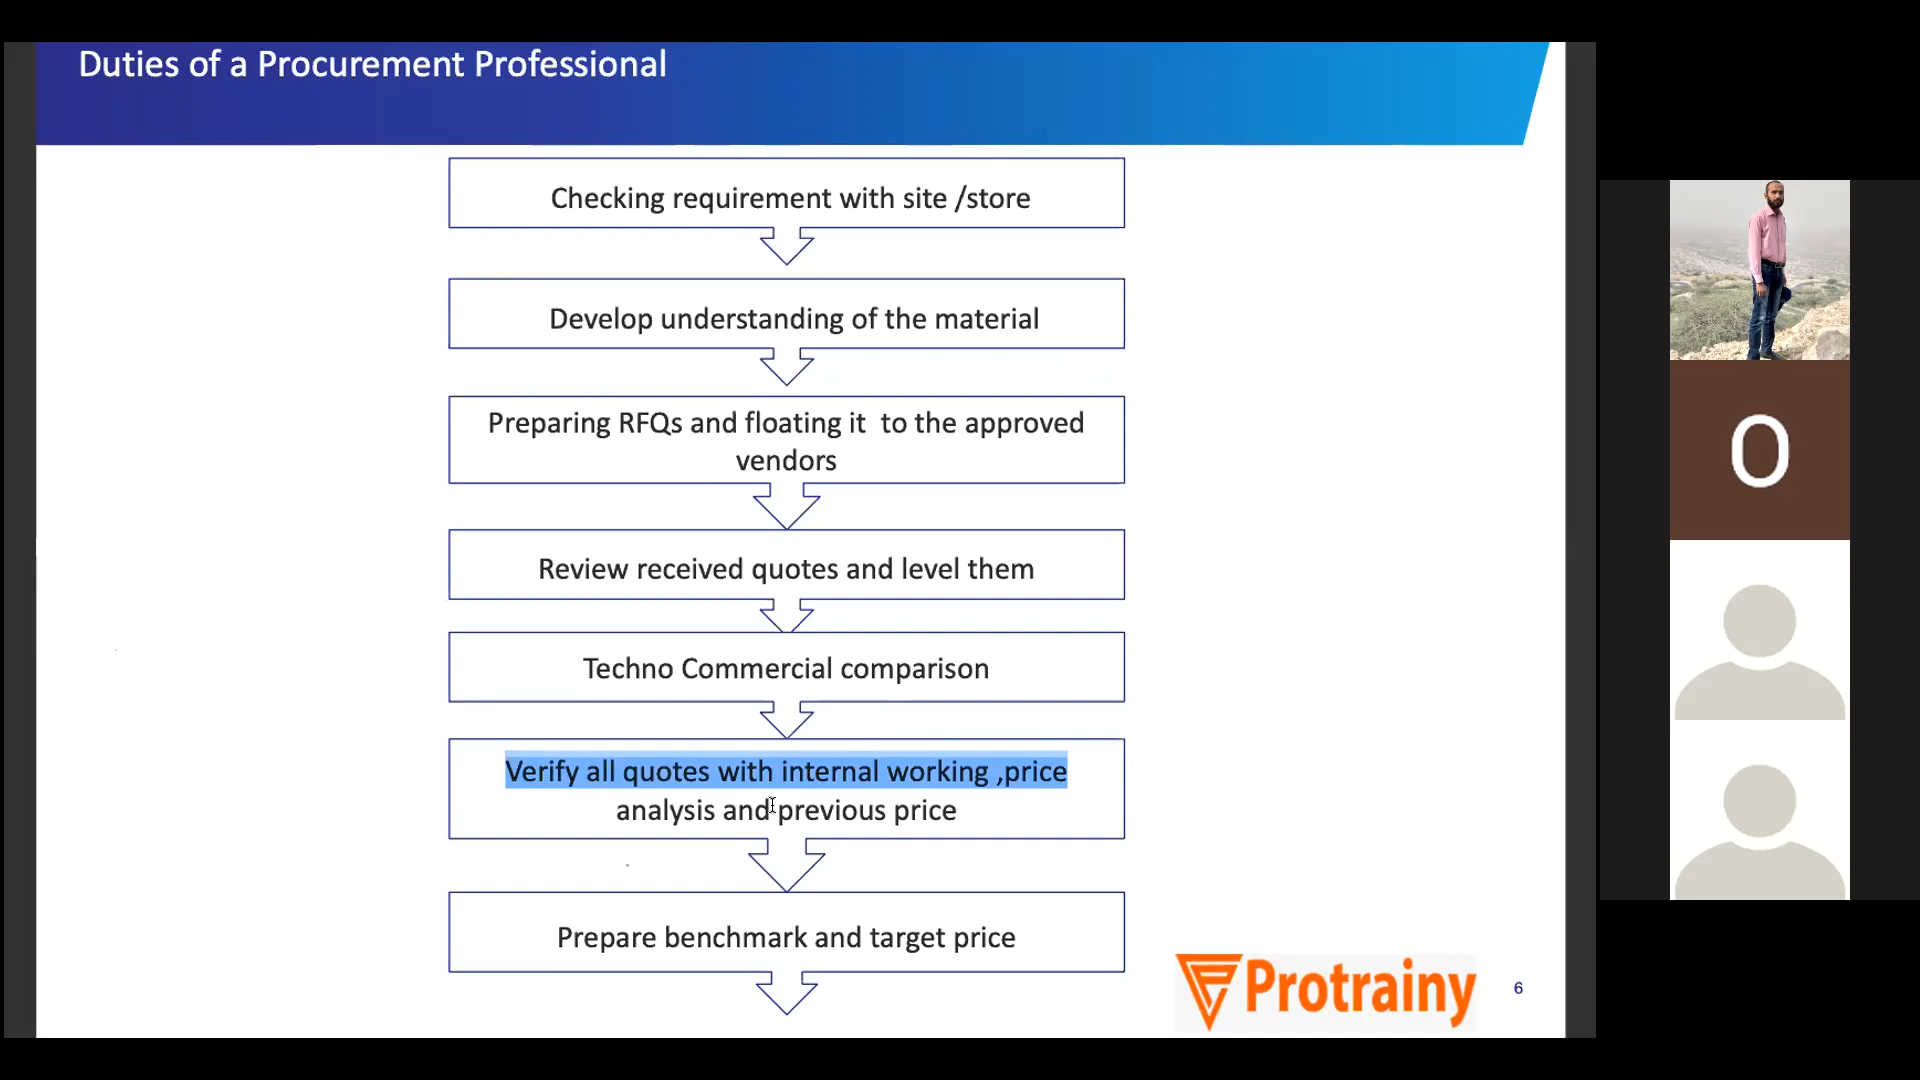 Duties of a Procurement Professional
Checking requirement with site /store
Develop understanding of the material
Preparing RFQs and floating it  to the approved
vendors
Review received quotes and level them
Techno Commercial comparison
Verify all quotes with internal working ,price
analysis and previous price
Prepare benchmark and target price
Protrainy
6
O